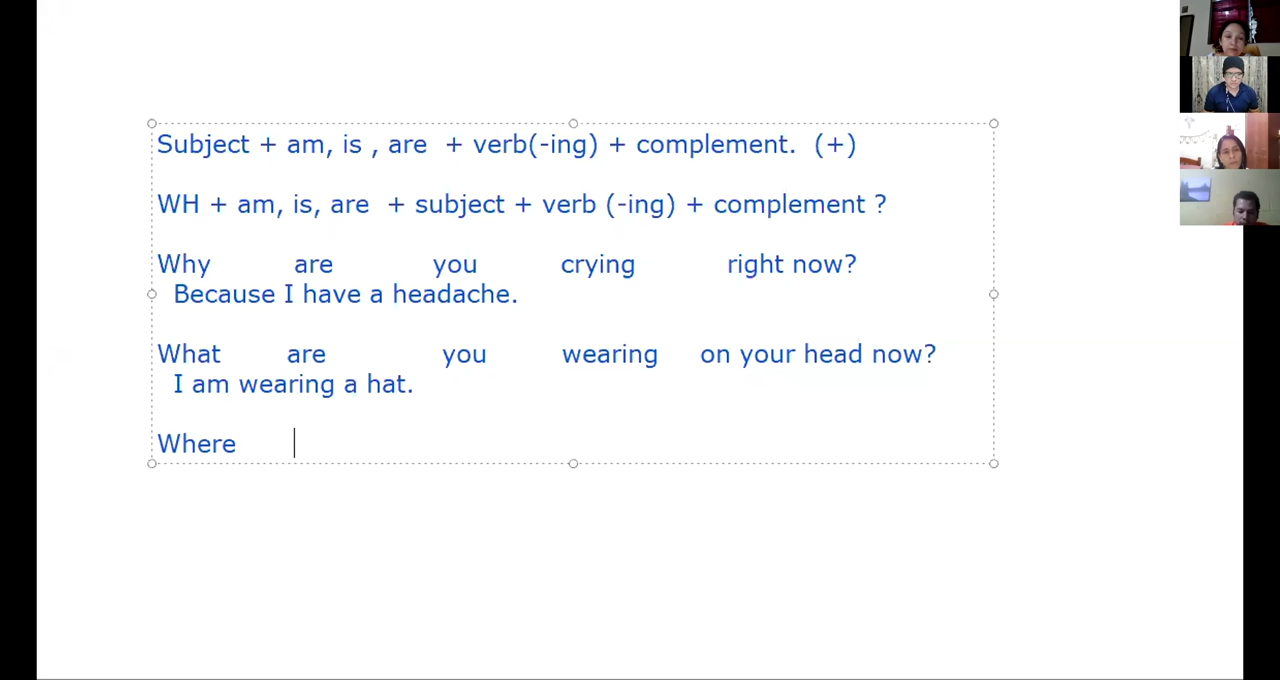 Subject + am, is , are + verb(-ing) + complement. (+)
WH + am, is, are + subject + verb (-ing) + complement ?
Why are you crying right now?
Because I have a headache.
What are you wearing on your head now?
I am wearing a hat.
Where